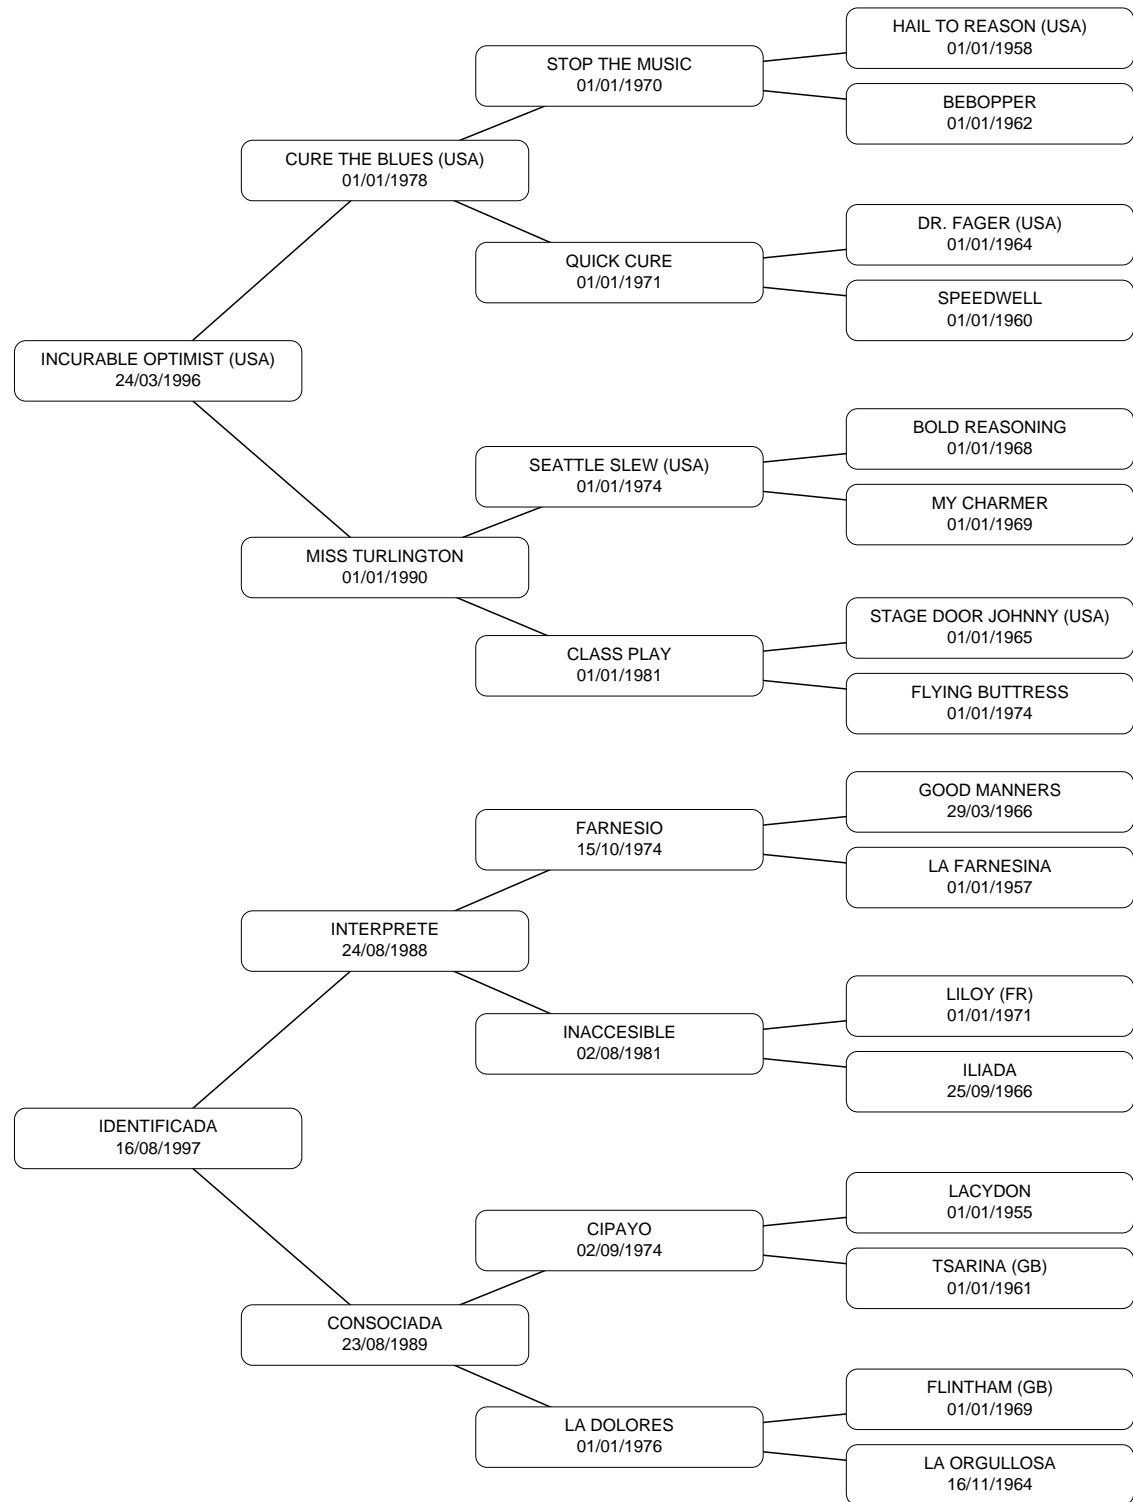 HAIL TO REASON (USA)
01/01/1958
STOP THE MUSIC
01/01/1970
BEBOPPER
01/01/1962
CURE THE BLUES (USA)
01/01/1978
DR. FAGER (USA)
01/01/1964
QUICK CURE
01/01/1971
SPEEDWELL
01/01/1960
INCURABLE OPTIMIST (USA)
24/03/1996
BOLD REASONING
01/01/1968
SEATTLE SLEW (USA)
01/01/1974
MY CHARMER
01/01/1969
MISS TURLINGTON
01/01/1990
STAGE DOOR JOHNNY (USA)
01/01/1965
CLASS PLAY
01/01/1981
FLYING BUTTRESS
01/01/1974
GOOD MANNERS
29/03/1966
FARNESIO
15/10/1974
LA FARNESINA
01/01/1957
INTERPRETE
24/08/1988
LILOY (FR)
01/01/1971
INACCESIBLE
02/08/1981
ILIADA
25/09/1966
IDENTIFICADA
16/08/1997
LACYDON
01/01/1955
CIPAYO
02/09/1974
TSARINA (GB)
01/01/1961
CONSOCIADA
23/08/1989
FLINTHAM (GB)
01/01/1969
LA DOLORES
01/01/1976
LA ORGULLOSA
16/11/1964